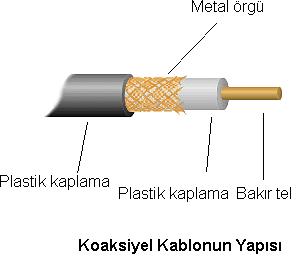 Metal örgü
Plastik kaplama
Plastik kaplama
Bakır tel
Koaksiyel Kablonun Yapısı